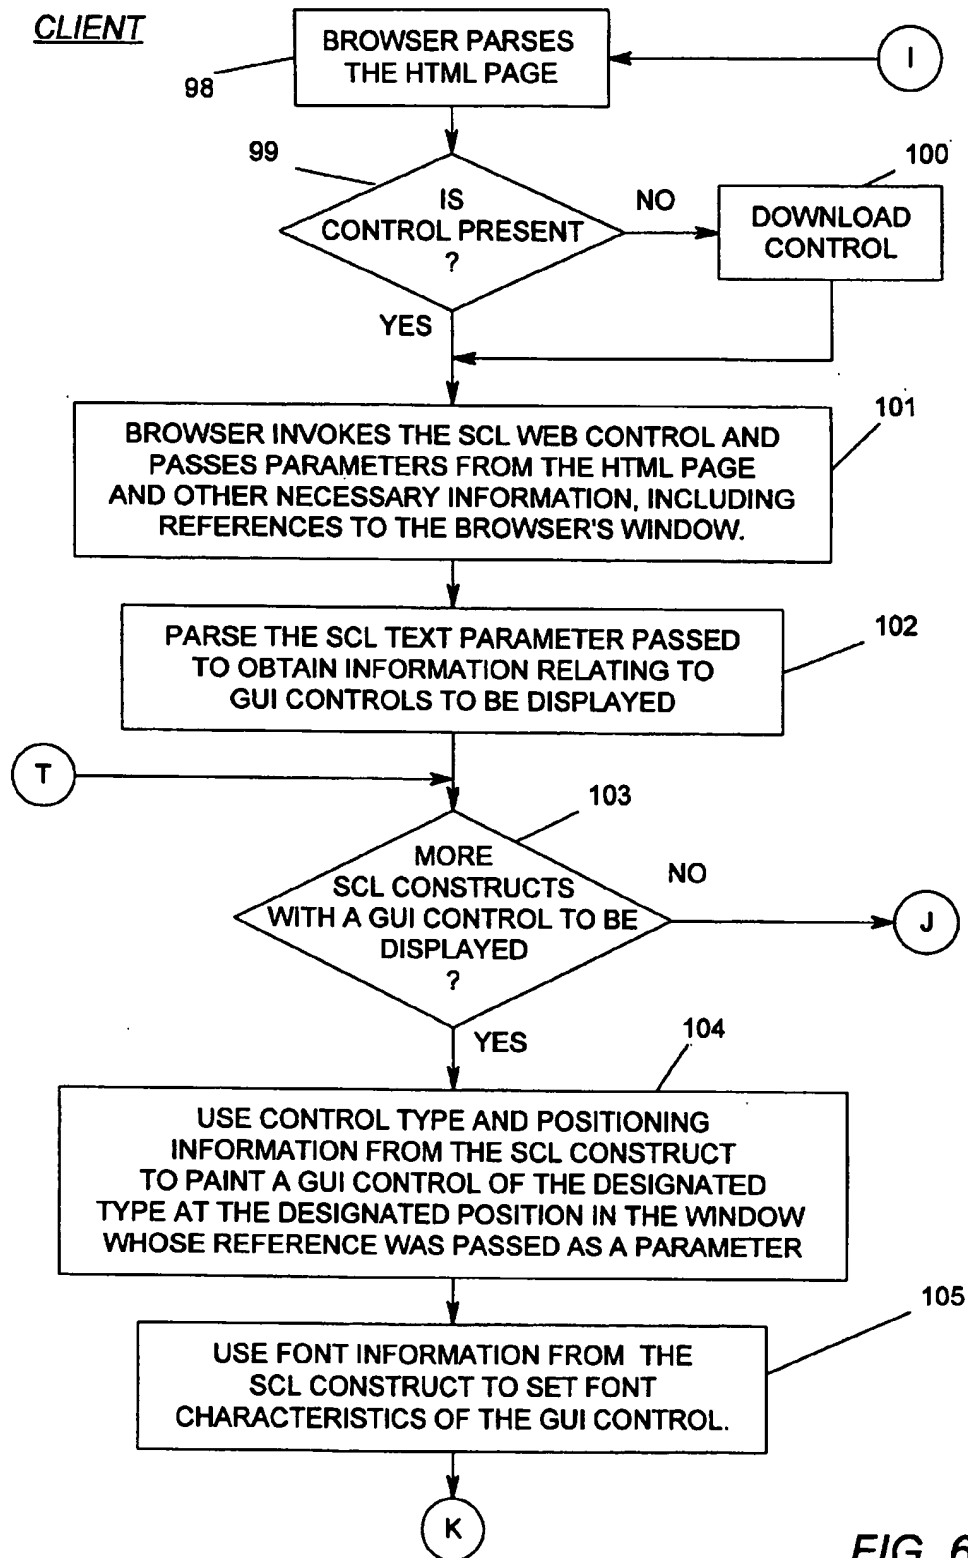 CLIENT
BROWSER PARSES
THE HTML PAGE
I
98
99
100
IS
CONTROL PRESENT
?
NO
DOWNLOAD
CONTROL
YES
101
BROWSER INVOKES THE SCL WEB CONTROL AND
PASSES PARAMETERS FROM THE HTML PAGE
AND OTHER NECESSARY INFORMATION, INCLUDING
REFERENCES TO THE BROWSER'S WINDOW.
102
PARSE THE SCL TEXT PARAMETER PASSED
TO OBTAIN INFORMATION RELATING TO
GUI CONTROLS TO BE DISPLAYED
T
103
MORE
SCL CONSTRUCTS
WITH A GUI CONTROL TO BE
DISPLAYED
?
NO
J
YES
104
USE CONTROL TYPE AND POSITIONING
INFORMATION FROM THE SCL CONSTRUCT
TO PAINT A GUI CONTROL OF THE DESIGNATED
TYPE AT THE DESIGNATED POSITION IN THE WINDOW
WHOSE REFERENCE WAS PASSED AS A PARAMETER
105
USE FONT INFORMATION FROM THE
SCL CONSTRUCT TO SET FONT
CHARACTERISTICS OF THE GUI CONTROL.
K
FIG. 6